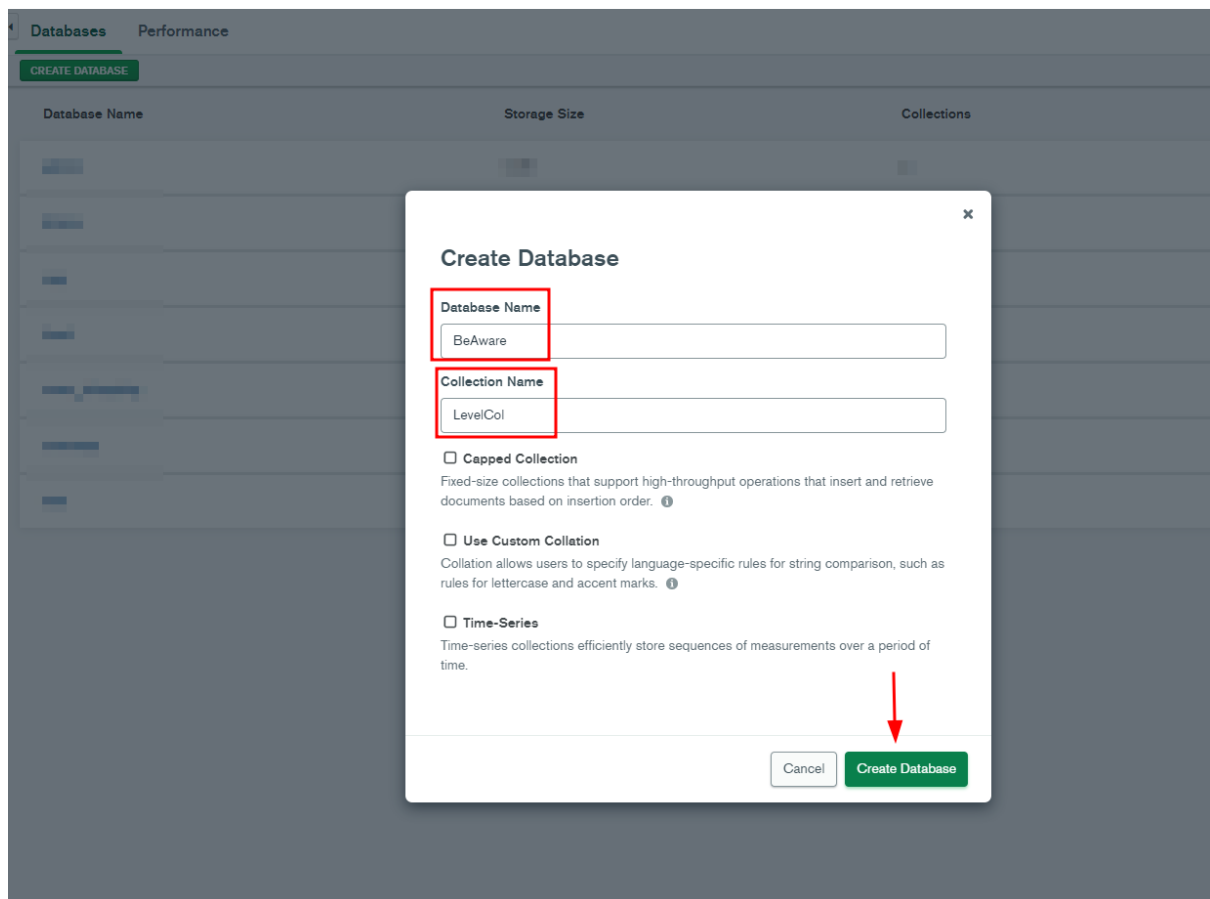 Databases Performance
CREATE DATABASE
Database Name Storage Size Collections
Create Database
Database Name
BeAware
Collection Name
LevelCol
Capped Collection
Fixed-size collections that support high-throughput operations that insert and retrieve
documents based on insertion order.
Use Custom Collation
Collation allows users to specify language-specific rules for string comparison, such as
rules for lettercase and accent marks.
Time-Series
Time-series collections efficiently store sequences of measurements over a period of
time.
Cancel Create Database